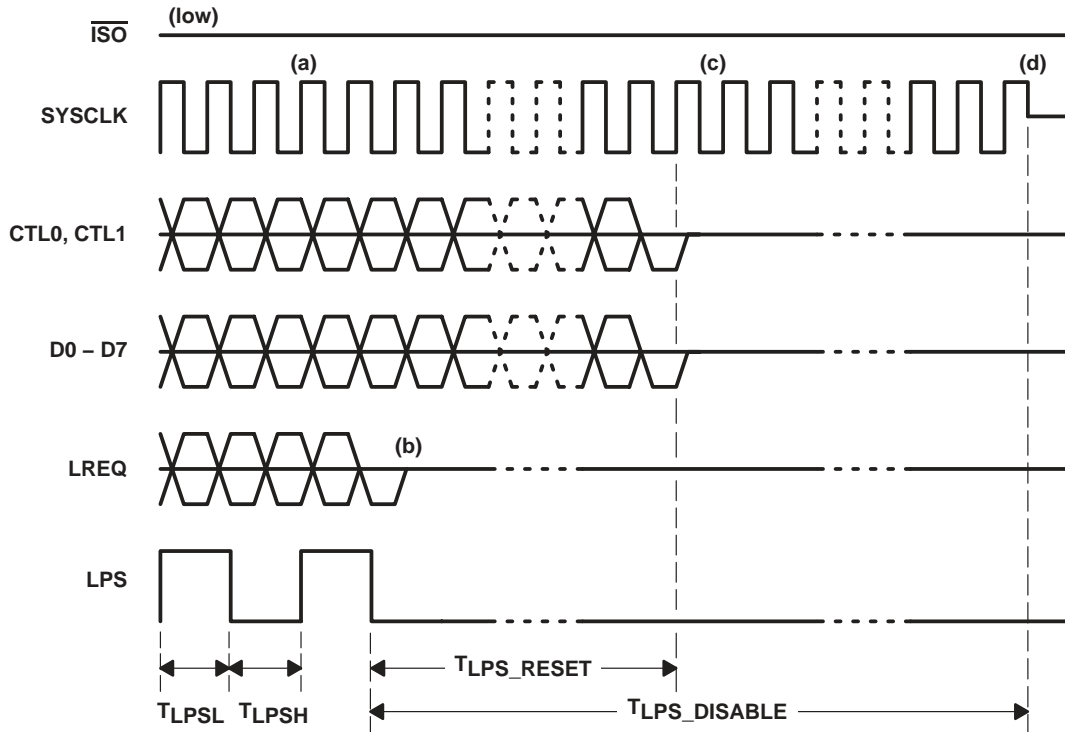 (low)
ISO
(a) (c) (d)
SYSCLK
CTL0, CTL1
D0 – D7
(b)
LREQ
LPS
TLPS_RESET
TLPSL TLPSH TLPS_DISABLE